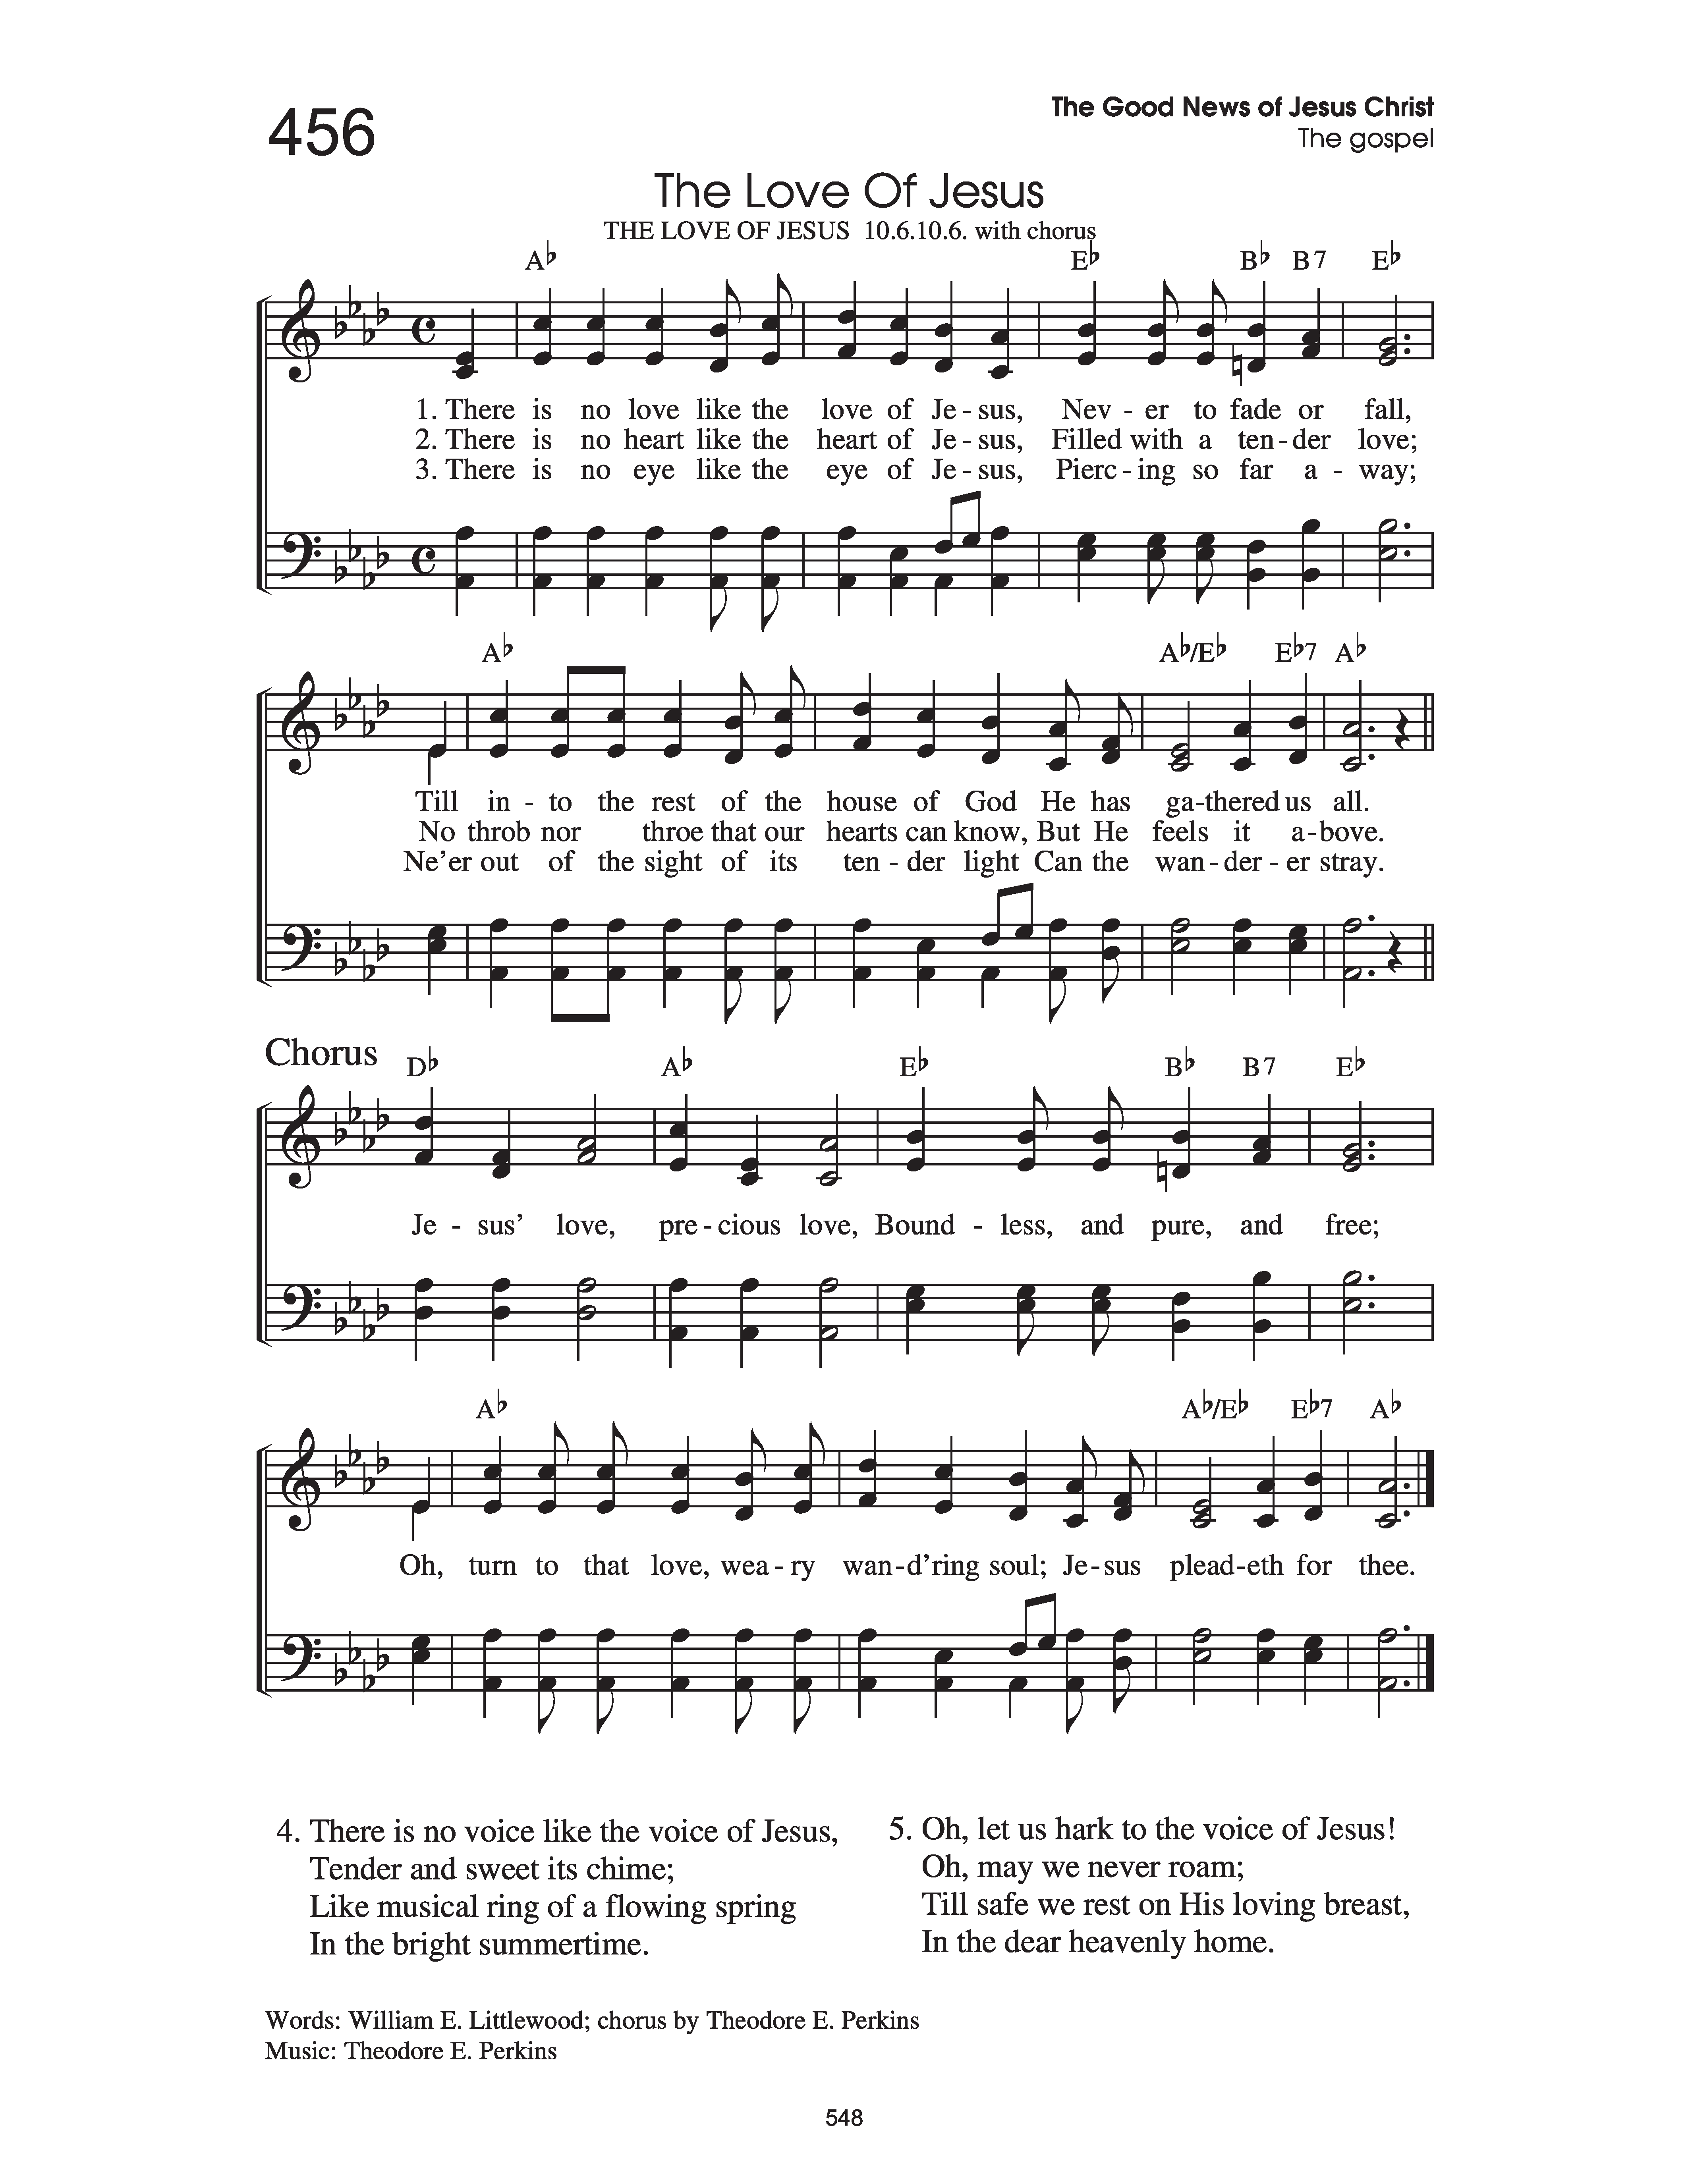 456
The Good News of Jesus Christ
The gospel
The Love Of Jesus
THE LOVE OF JESUS 10.6.10.6. with chorus
A♭ E♭ B♭ B7 E♭
1. There is no love like the love of Je - sus, Nev - er to fade or fall,
2. There is no heart like the heart of Je - sus, Filled with a ten - der love;
3. There is no eye like the eye of Je - sus, Pierc - ing so far a - way;
A♭ A♭/E♭ E♭7 A♭
Till in - to the rest of the house of God He has ga - thered us all.
No throb nor throe that our hearts can know, But He feels it a - bove.
Ne'er out of the sight of its ten - der light Can the wan - der - er stray.
Chorus
D♭ A♭ E♭ B♭ B7 E♭
Je - sus' love, pre - cious love, Bound - less, and pure, and free;
A♭ A♭/E♭ E♭7 A♭
Oh, turn to that love, wea - ry wan - d'ring soul; Je - sus plead - eth for thee.
4. There is no voice like the voice of Jesus,
Tender and sweet its chime;
Like musical ring of a flowing spring
In the bright summertime.
5. Oh, let us hark to the voice of Jesus!
Oh, may we never roam;
Till safe we rest on His loving breast,
In the dear heavenly home.
Words: William E. Littlewood; chorus by Theodore E. Perkins
Music: Theodore E. Perkins
548